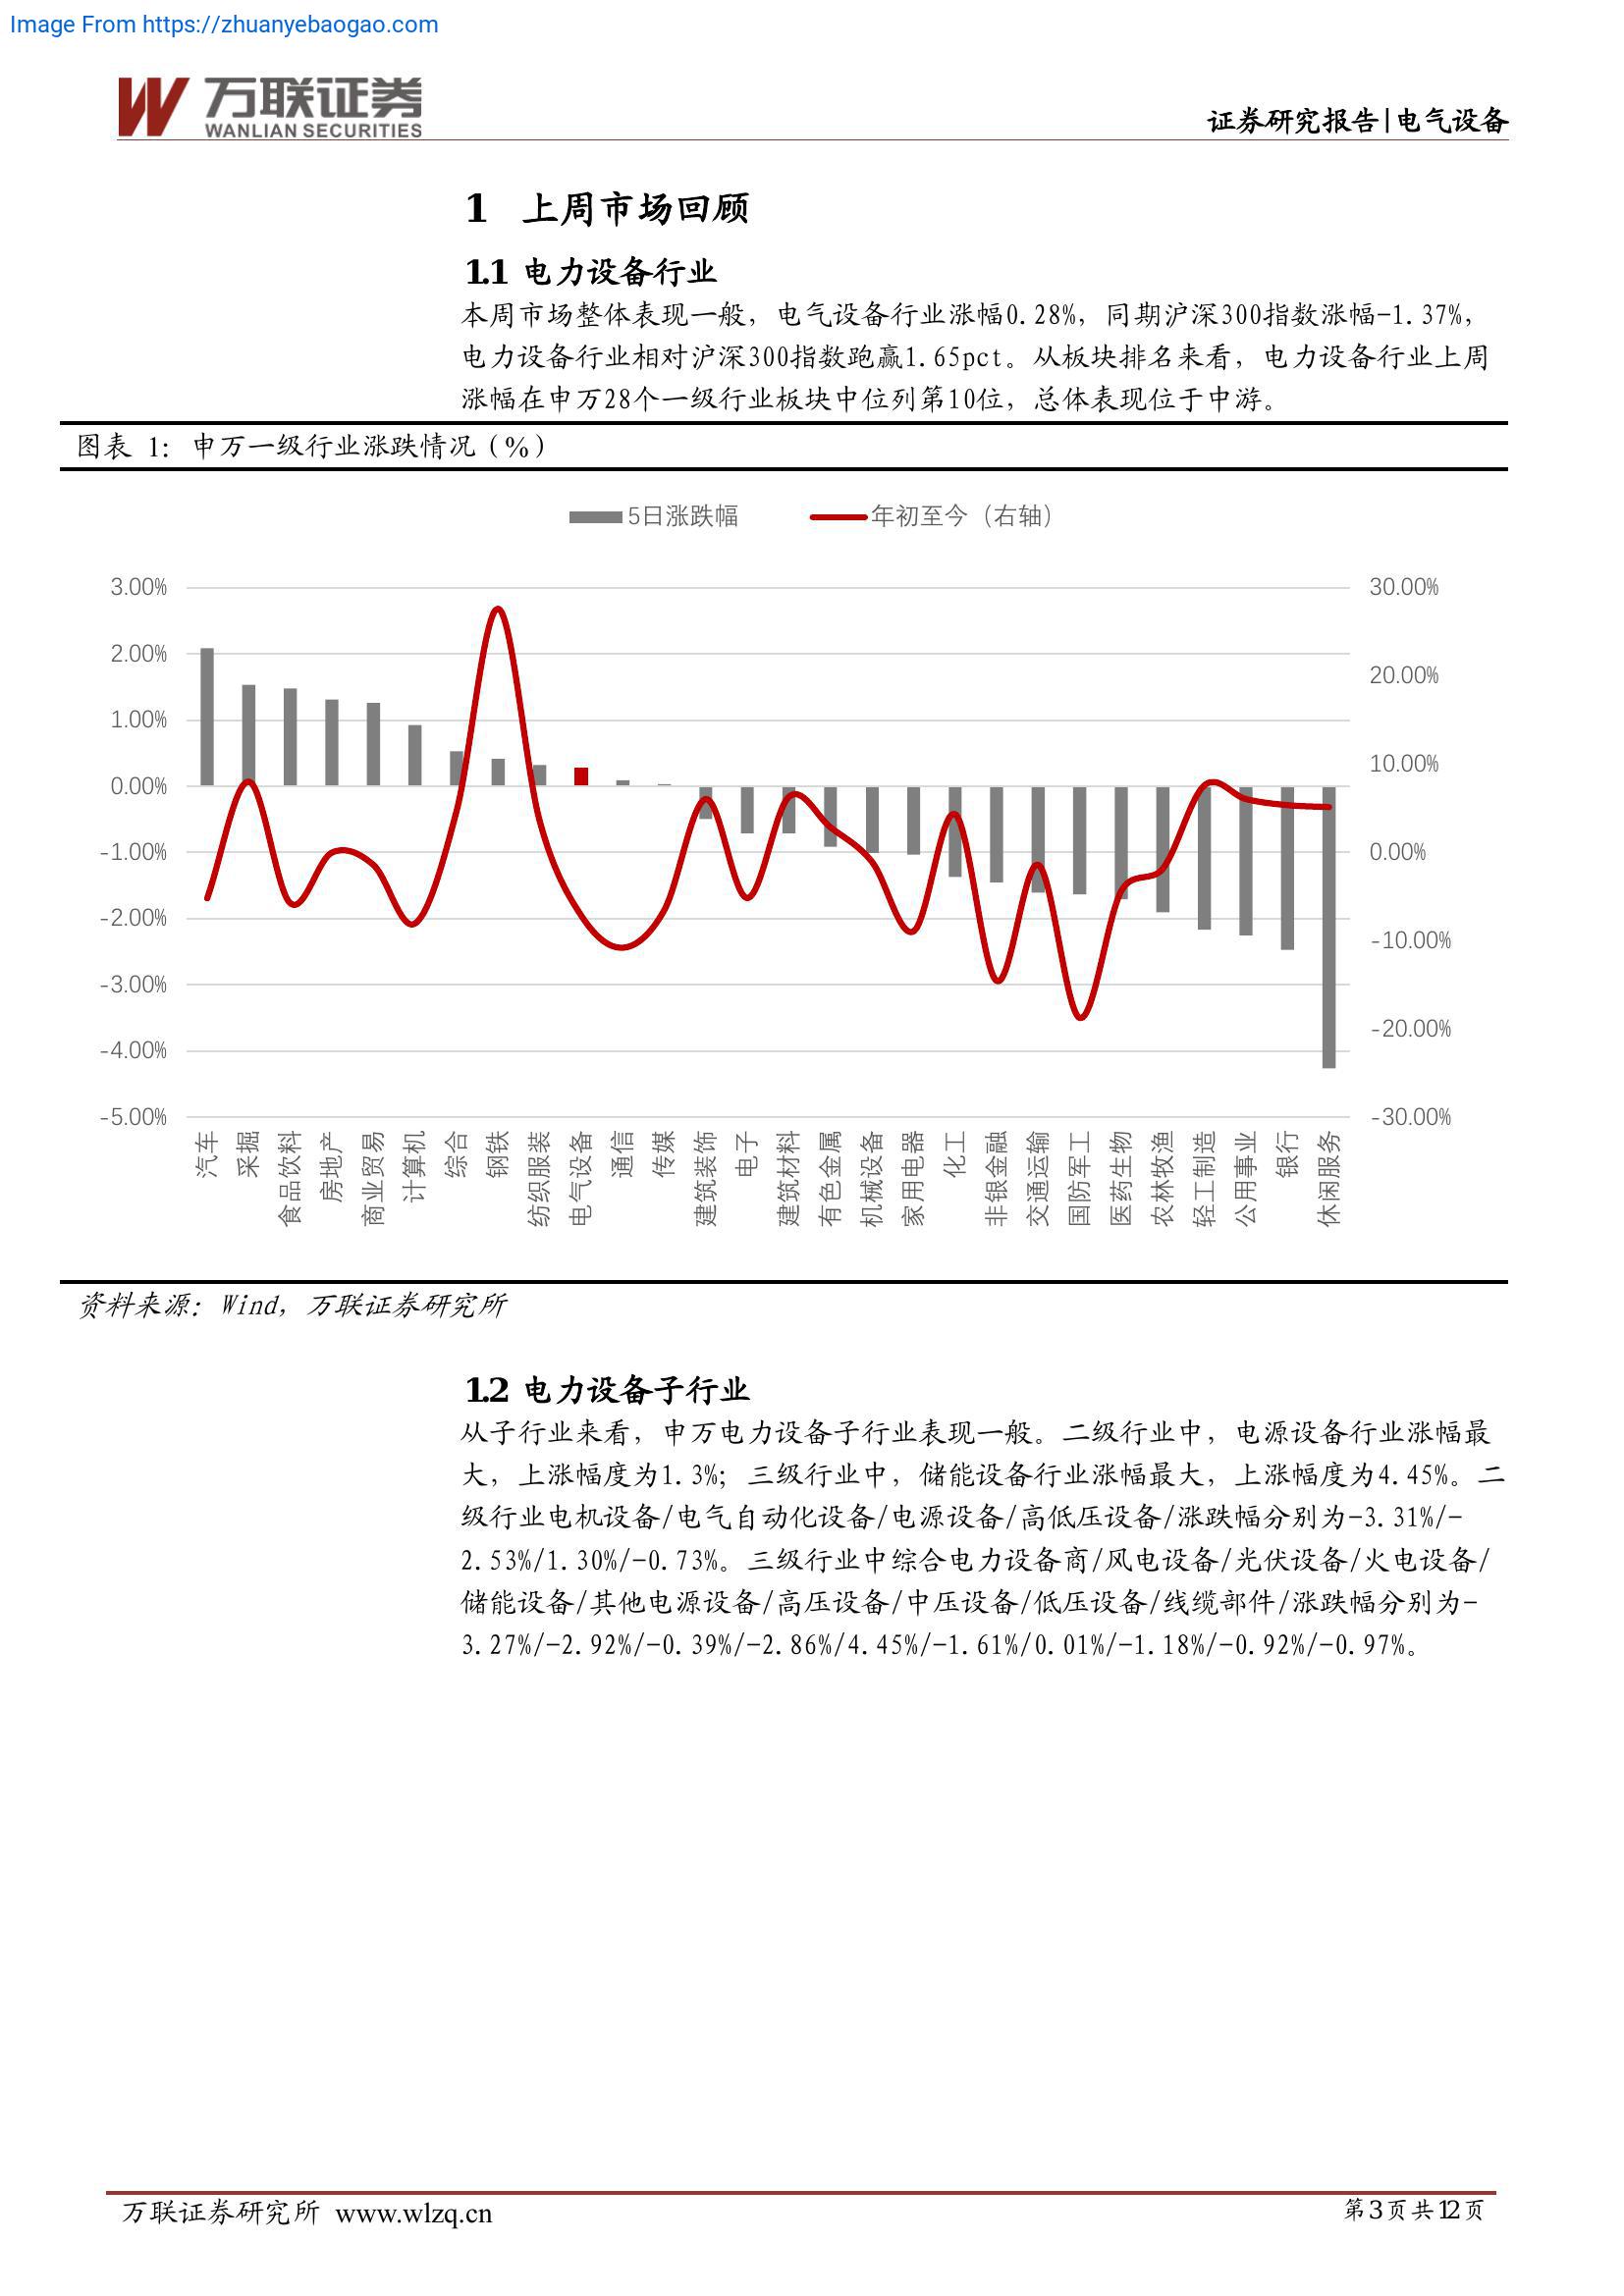 Image From https://zhuanyebaogao.com
万联证券
WANLIAN SECURITIES
证券研究报告|电气设备
1 上周市场回顾
1.1 电力设备行业
本周市场整体表现一般，电气设备行业涨幅0.28%，同期沪深300指数涨幅-1.37%，
电力设备行业相对沪深300指数跑赢1.65pct。从板块排名来看，电力设备行业上周
涨幅在申万28个一级行业板块中位列第10位，总体表现位于中游。
图表 1：申万一级行业涨跌情况（%）
5日涨跌幅 年初至今（右轴）
3.00%
2.00%
1.00%
0.00%
-1.00%
-2.00%
-3.00%
-4.00%
-5.00%
30.00%
20.00%
10.00%
0.00%
-10.00%
-20.00%
-30.00%
汽车
采掘
食品饮料
房地产
商业贸易
计算机
综合
钢铁
纺织服装
电气设备
通信
传媒
建筑装饰
电子
建筑材料
有色金属
机械设备
家用电器
化工
非银金融
交通运输
国防军工
医药生物
农林牧渔
轻工制造
公用事业
银行
休闲服务
资料来源：Wind，万联证券研究所
1.2 电力设备子行业
从子行业来看，申万电力设备子行业表现一般。二级行业中，电源设备行业涨幅最
大，上涨幅度为1.3%；三级行业中，储能设备行业涨幅最大，上涨幅度为4.45%。二
级行业电机设备/电气自动化设备/电源设备/高低压设备/涨跌幅分别为-3.31%/-
2.53%/1.30%/-0.73%。三级行业中综合电力设备商/风电设备/光伏设备/火电设备/
储能设备/其他电源设备/高压设备/中压设备/低压设备/线缆部件/涨跌幅分别为-
3.27%/-2.92%/-0.39%/-2.86%/4.45%/-1.61%/0.01%/-1.18%/-0.92%/-0.97%。
万联证券研究所 www.wlzq.cn
第3页共12页